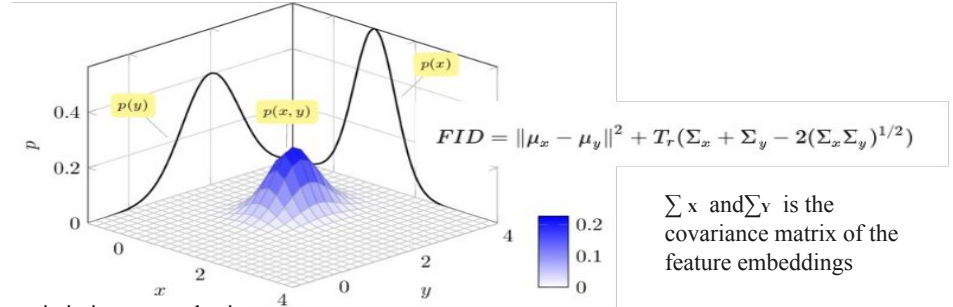 p(y)
p(x)
p(x, y)
0.4
0.2
0
p
0
2
4
x
0
2
4
y
0.2
0.1
0
FID = ||μx − μy||² + Tr(Σx + Σy − 2(ΣxΣy)^1/2)
∑ x and∑Y is the
covariance matrix of the
feature embeddings